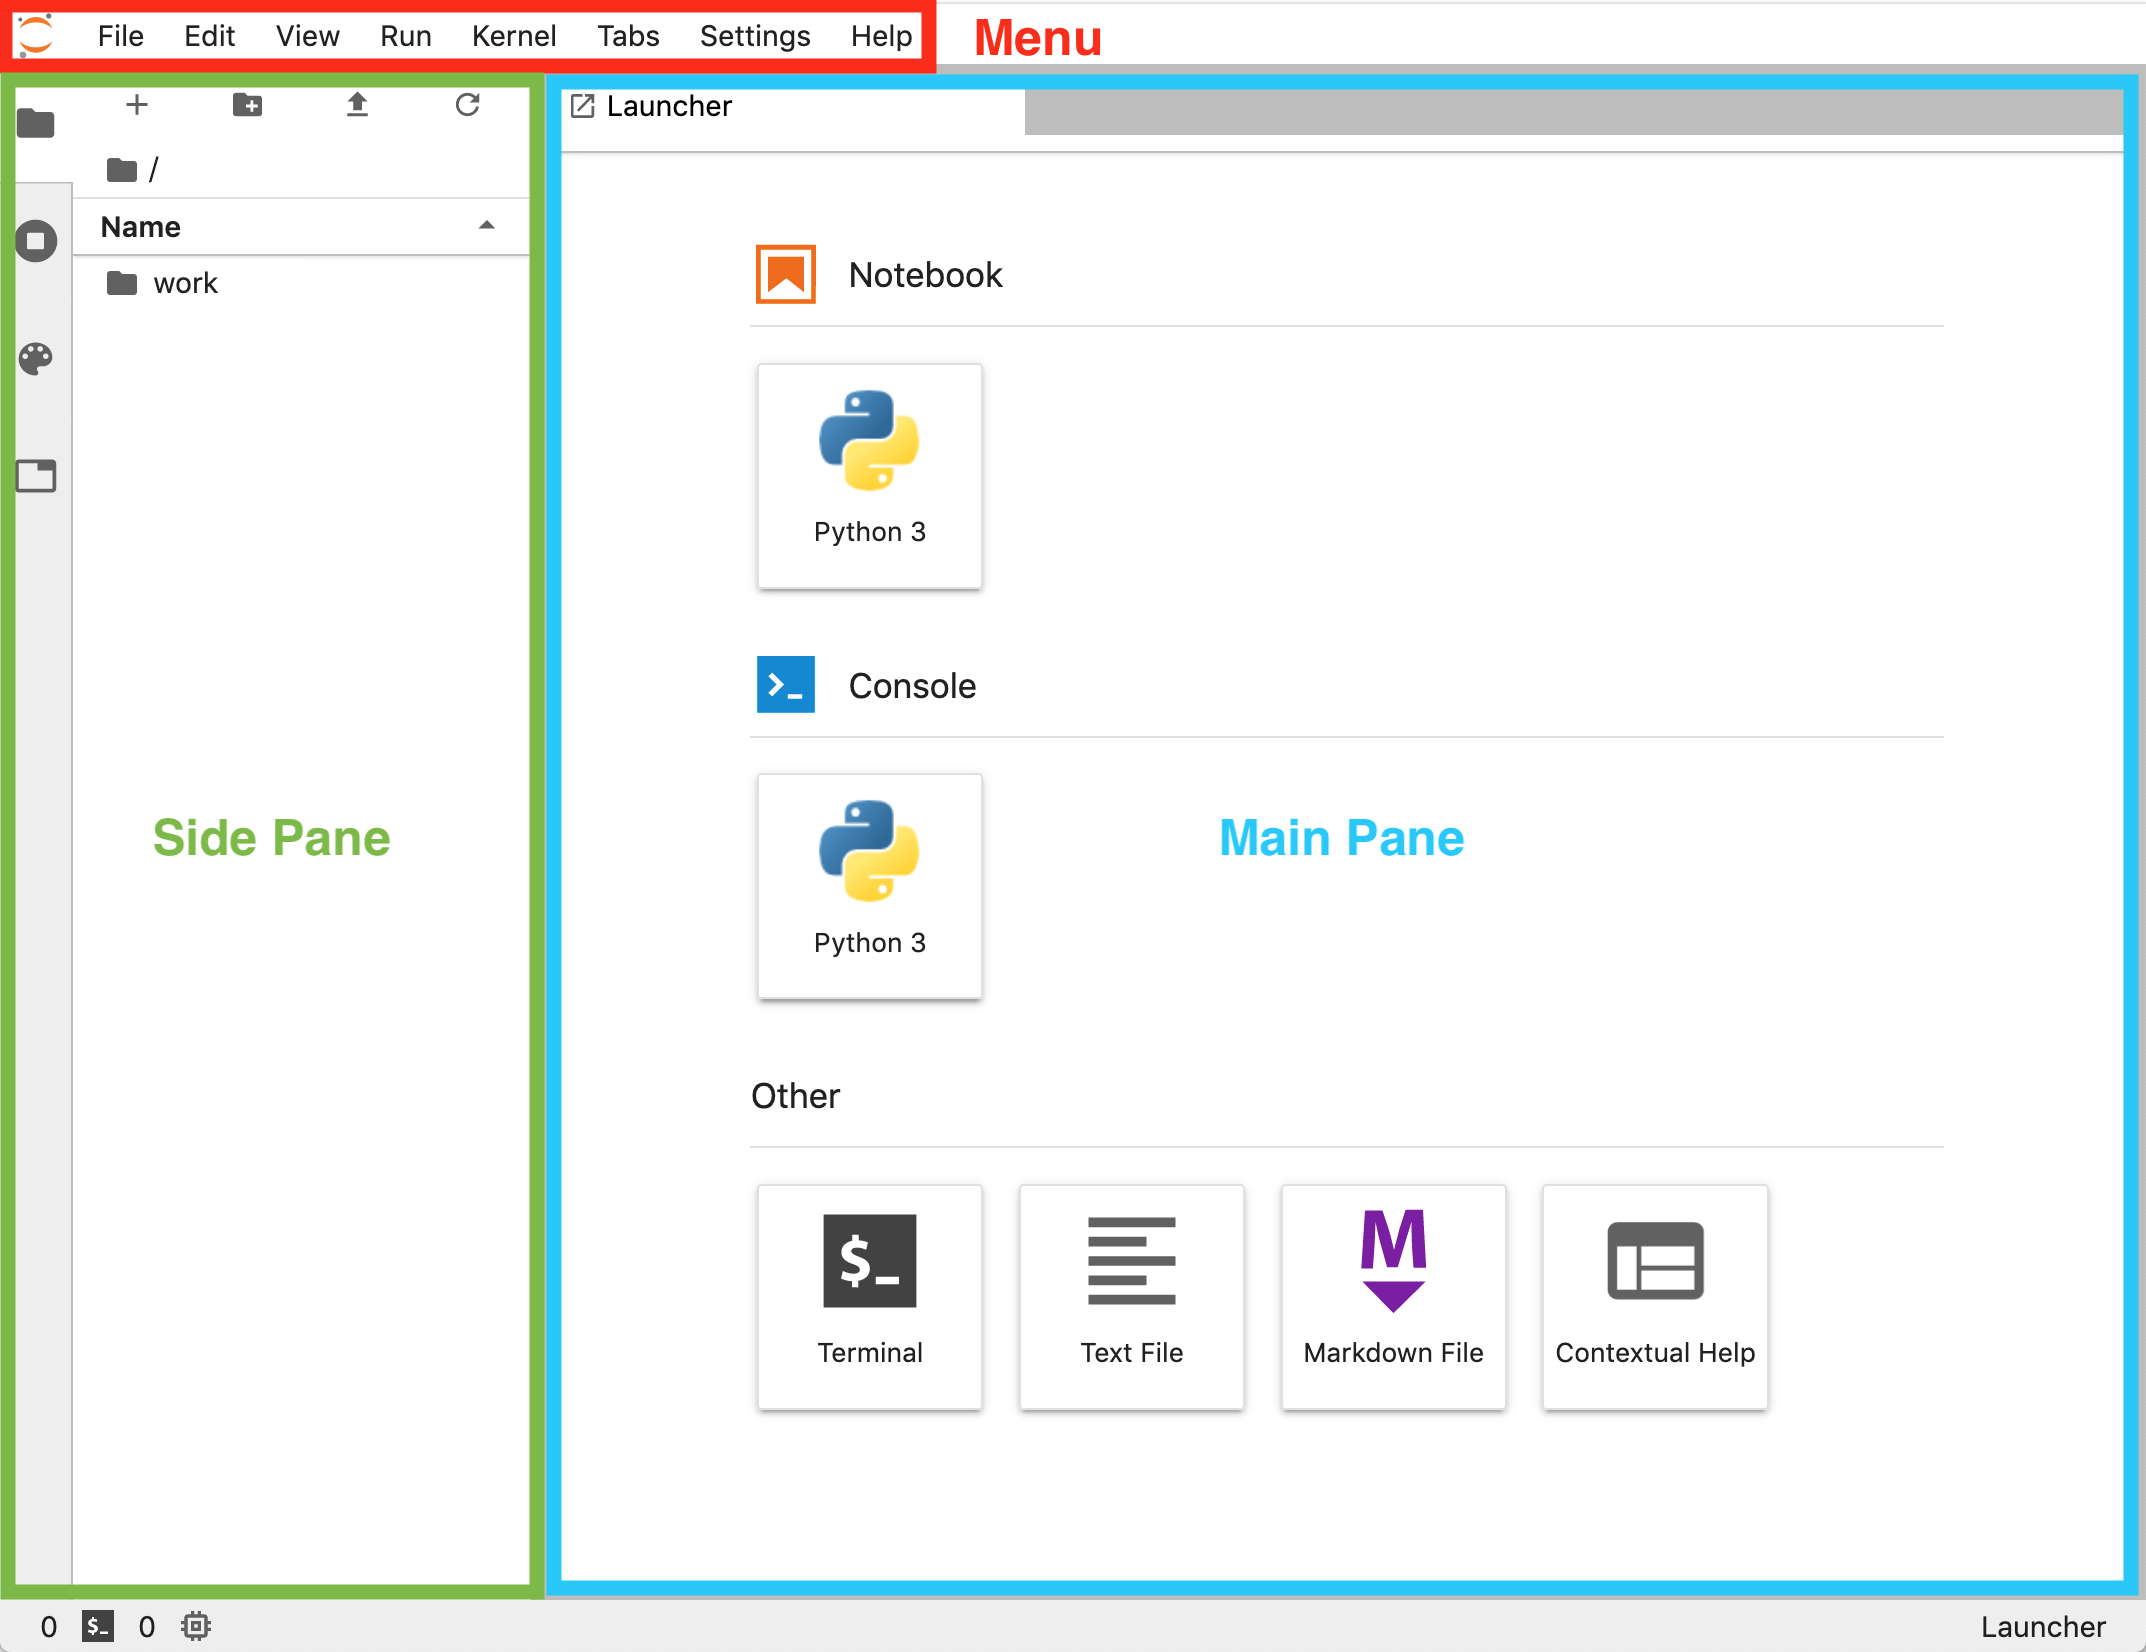 File Edit View Run Kernel Tabs Settings Help Menu
Launcher
/
Name
work
Notebook
Python 3
Console
Side Pane
Main Pane
Python 3
Other
$_
M
Terminal Text File Markdown File Contextual Help
0 $_ 0 Launcher